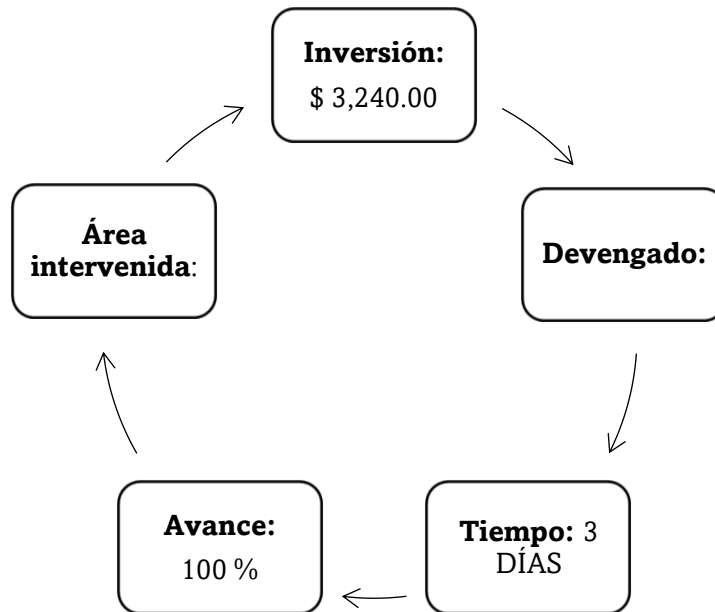 Inversión:
$ 3,240.00
Devengado:
Tiempo: 3
DÍAS
Avance:
100 %
Área
intervenida: